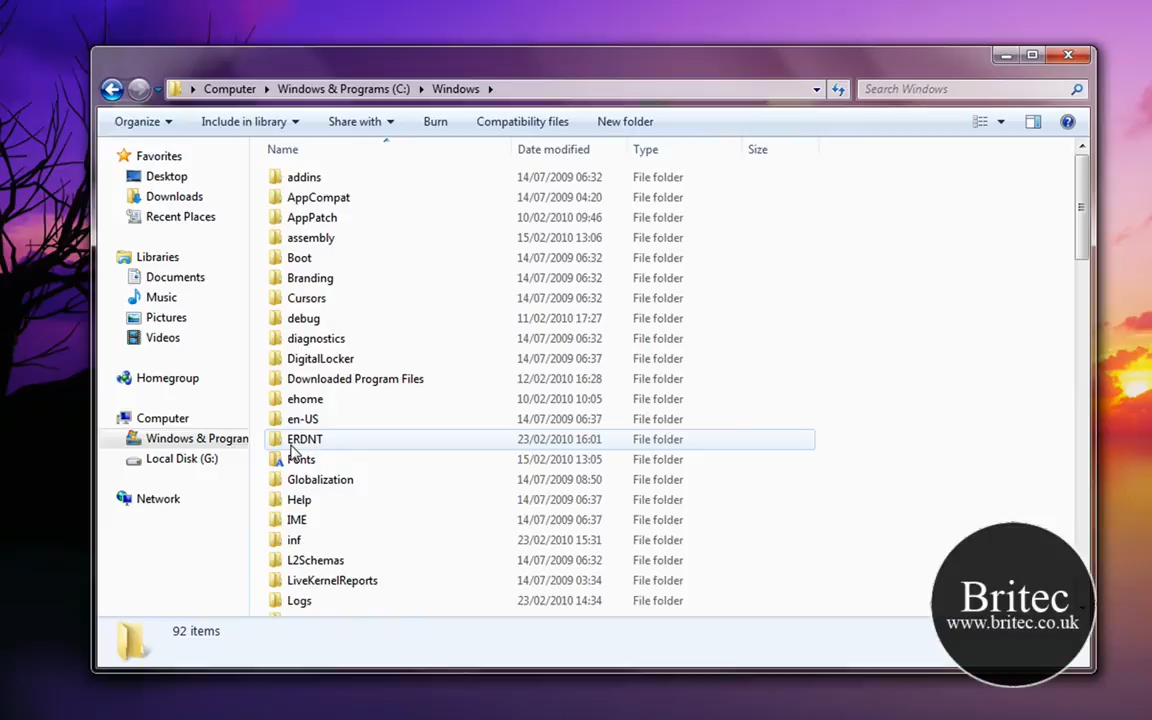 Computer Windows & Programs (C:) Windows
Search Windows
Organize Include in library Share with Burn Compatibility files New folder
Name Date modified Type Size
Favorites
Desktop
Downloads
Recent Places
Libraries
Documents
Music
Pictures
Videos
Homegroup
Computer
Windows & Progran
Local Disk (G:)
Network
addins 14/07/2009 06:32 File folder
AppCompat 14/07/2009 04:20 File folder
AppPatch 10/02/2010 09:46 File folder
assembly 15/02/2010 13:06 File folder
Boot 14/07/2009 06:32 File folder
Branding 14/07/2009 06:32 File folder
Cursors 14/07/2009 06:32 File folder
debug 11/02/2010 17:27 File folder
diagnostics 14/07/2009 06:32 File folder
DigitalLocker 14/07/2009 06:37 File folder
Downloaded Program Files 12/02/2010 16:28 File folder
ehome 10/02/2010 10:05 File folder
en-US 14/07/2009 06:37 File folder
ERDNT 23/02/2010 16:01 File folder
Fonts 15/02/2010 13:05 File folder
Globalization 14/07/2009 08:50 File folder
Help 14/07/2009 06:37 File folder
IME 14/07/2009 06:37 File folder
inf 23/02/2010 15:31 File folder
L2Schemas 14/07/2009 06:32 File folder
LiveKernelReports 14/07/2009 03:34 File folder
Logs 23/02/2010 14:34 File folder
92 items
Britec
www.britec.co.uk